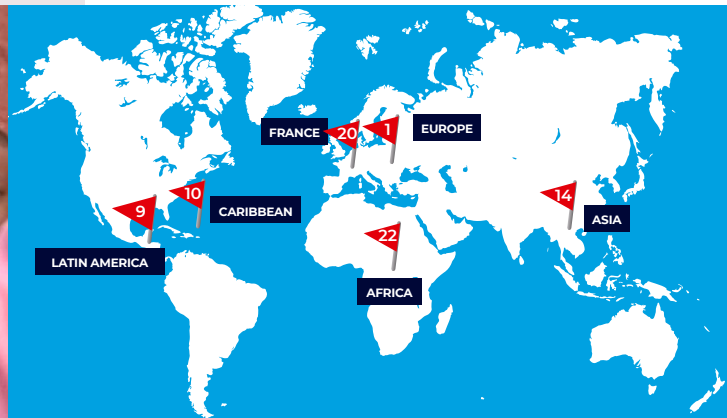 FRANCE
20
1
EUROPE
9
10
CARIBBEAN
14
ASIA
LATIN AMERICA
22
AFRICA